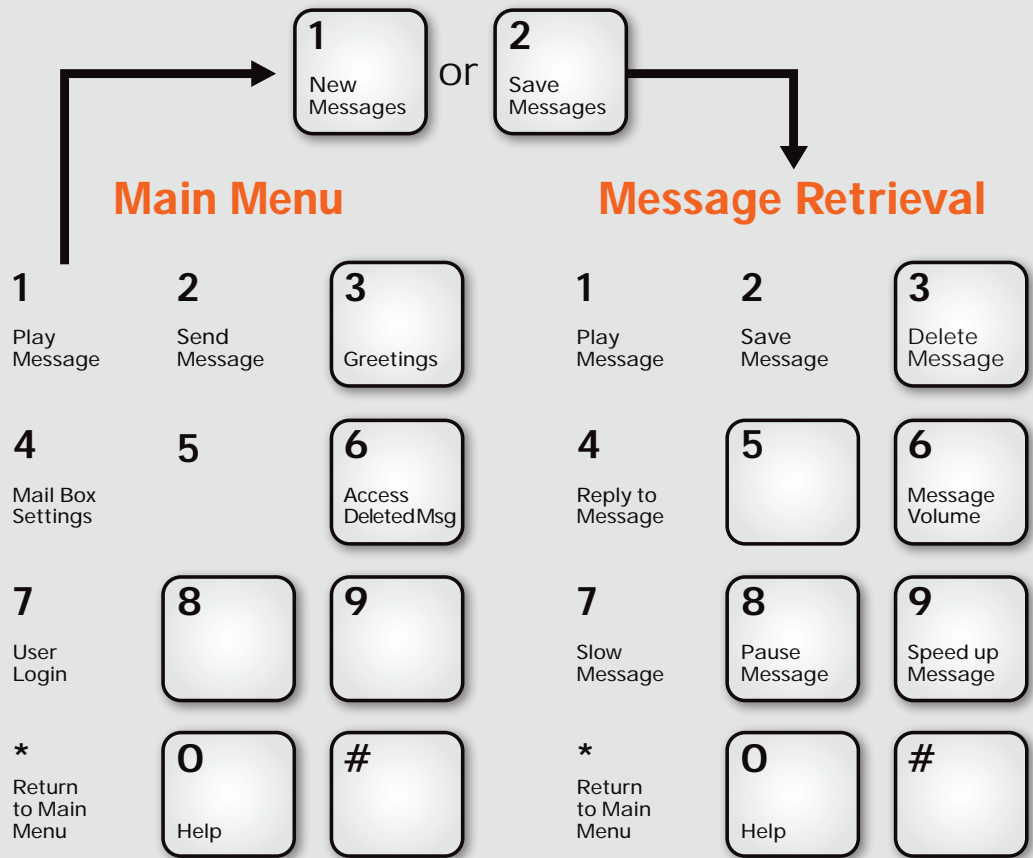 1
New
Messages
or
2
Save
Messages
Main Menu
1
Play
Message
2
Send
Message
3
Greetings
4
Mail Box
Settings
5
6
Access
Deleted Msg
7
User
Login
8
9
*
Return
to Main
Menu
0
Help
#
Message Retrieval
1
Play
Message
2
Save
Message
3
Delete
Message
4
Reply to
Message
5
6
Message
Volume
7
Slow
Message
8
Pause
Message
9
Speed up
Message
*
Return
to Main
Menu
0
Help
#